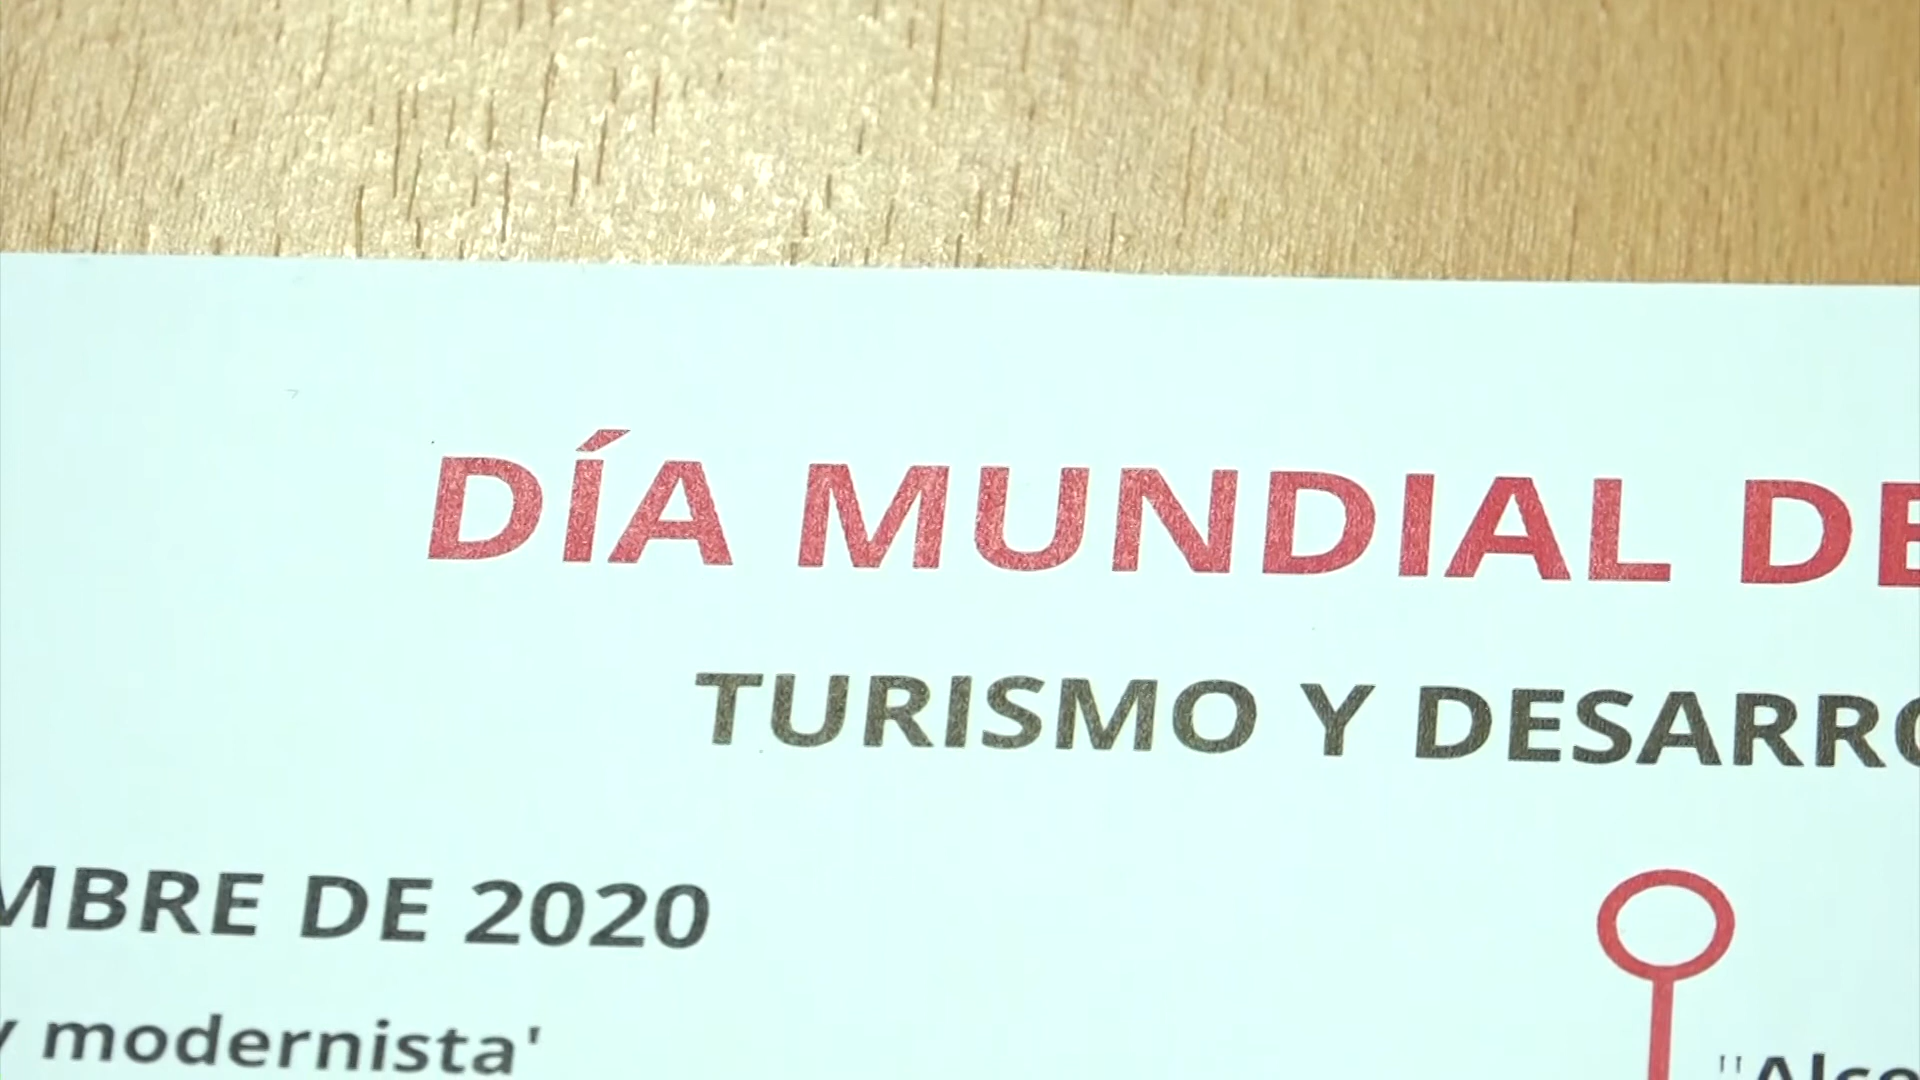 DÍA MUNDIAL DE
TURISMO Y DESARRO
MBRE DE 2020
y modernista'
"Alco